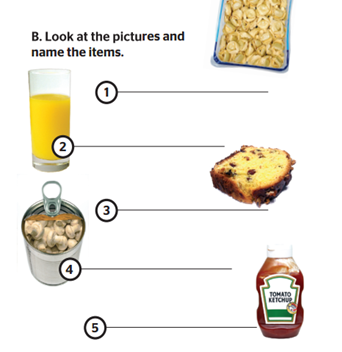 B. Look at the pictures and
name the items.
1
2
3
4
TOMATO
KETCHUP
5